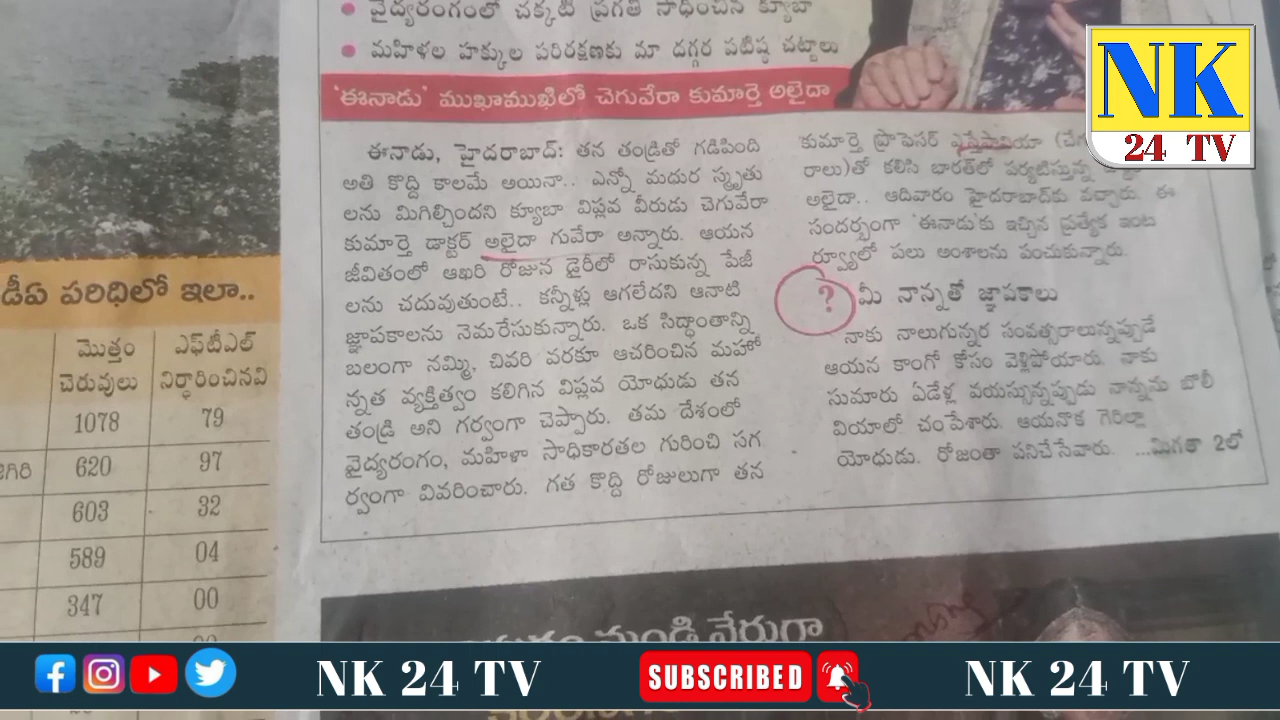 వైద్యరంగంలో చక్కటి ప్రగతి సాధించిన క్యూబా
మహిళల హక్కుల పరిరక్షణకు మా దగ్గర పటిష్ఠ చట్టాలు
'ఈనాడు' ముఖాముఖిలో చెగువేరా కుమార్తె అలైదా
ఈనాడు, హైదరాబాద్: తన తండ్రితో గడిపింది
అతి కొద్ది కాలమే అయినా.. ఎన్నో మధుర స్మృతు
లను మిగిల్చిందని క్యూబా విప్లవ వీరుడు చెగువేరా
కుమార్తె డాక్టర్ అలైదా గువేరా అన్నారు. ఆయన
జీవితంలో ఆఖరి రోజున డైరీలో రాసుకున్న పేజీ
లను చదువుతుంటే.. కన్నీళ్లు ఆగలేదని ఆనాటి
జ్ఞాపకాలను నెమరేసుకున్నారు. ఒక సిద్ధాంతాన్ని
బలంగా నమ్మి, చివరి వరకూ ఆచరించిన మహో
న్నత వ్యక్తిత్వం కలిగిన విప్లవ యోధుడు తన
తండ్రి అని గర్వంగా చెప్పారు. తమ దేశంలో
వైద్యరంగం, మహిళా సాధికారతల గురించి సగ
ర్వంగా వివరించారు. గత కొద్ది రోజులుగా తన
కుమార్తె ప్రొఫెసర్ ఎస్తేఫానియా
రాలు)తో కలిసి భారత్‌లో పర్యటిస్తున్న
అలైదా.. ఆదివారం హైదరాబాద్‌కు వచ్చారు. ఈ
సందర్భంగా 'ఈనాడు'కు ఇచ్చిన ప్రత్యేక ఇంట
ర్వ్యూలో పలు అంశాలను పంచుకున్నారు.
? మీ నాన్నతో జ్ఞాపకాలు
నాకు నాలుగున్నర సంవత్సరాలున్నప్పుడే
ఆయన కాంగో కోసం వెళ్లిపోయారు. నాకు
సుమారు ఏడేళ్ల వయస్సున్నప్పుడు నాన్నను బొలీ
వియాలో చంపేశారు. ఆయనొక గెరిల్లా
యోధుడు. రోజంతా పనిచేసేవారు. ...మిగతా 2లో
డీఏ పరిధిలో ఇలా..
మొత్తం చెరువులు ఎఫ్‌టీఎల్ నిర్ధారించినవి
1078 79
గిరి 620 97
603 32
589 04
347 00
నుండి వేరుగా
NK
24 TV
NK 24 TV SUBSCRIBED NK 24 TV